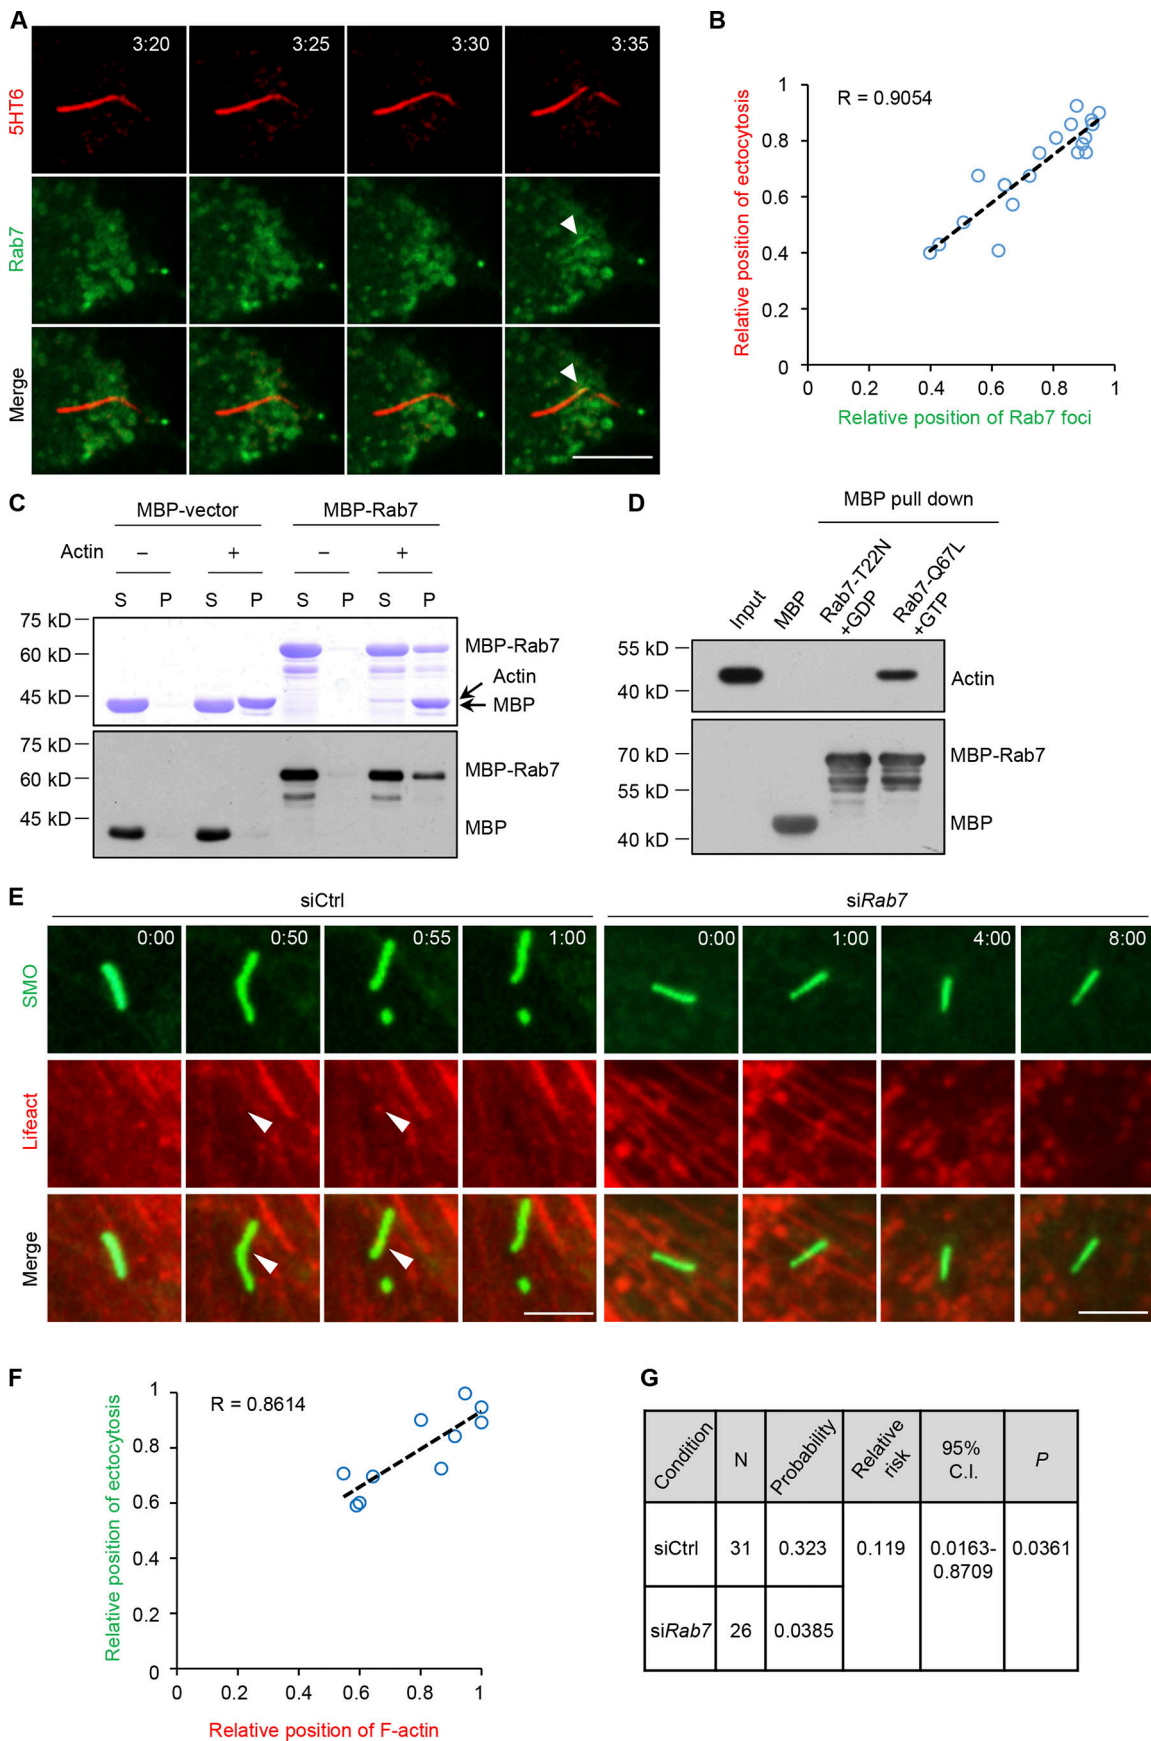 A
3:20
3:25
3:30
3:35
5HT6
Rab7
Merge
B
R = 0.9054
1
0.8
0.6
0.4
0.2
0
0
0.2
0.4
0.6
0.8
1
Relative position of ectocytosis
Relative position of Rab7 foci
C
MBP-vector
MBP-Rab7
Actin
–
+
–
+
S
P
S
P
S
P
S
P
75 kD
60 kD
45 kD
MBP-Rab7
Actin
MBP
75 kD
60 kD
45 kD
MBP-Rab7
MBP
D
MBP pull down
Input
MBP
Rab7-T22N
+GDP
Rab7-Q67L
+GTP
55 kD
40 kD
Actin
70 kD
55 kD
40 kD
MBP-Rab7
MBP
E
siCtrl
siRab7
0:00
0:50
0:55
1:00
0:00
1:00
4:00
8:00
SMO
Lifeact
Merge
F
R = 0.8614
1
0.8
0.6
0.4
0.2
0
0
0.2
0.4
0.6
0.8
1
Relative position of ectocytosis
Relative position of F-actin
G
Condition
N
Probability
Relative
risk
95%
C.I.
P
siCtrl
31
0.323
0.119
0.0163-
0.8709
0.0361
siRab7
26
0.0385